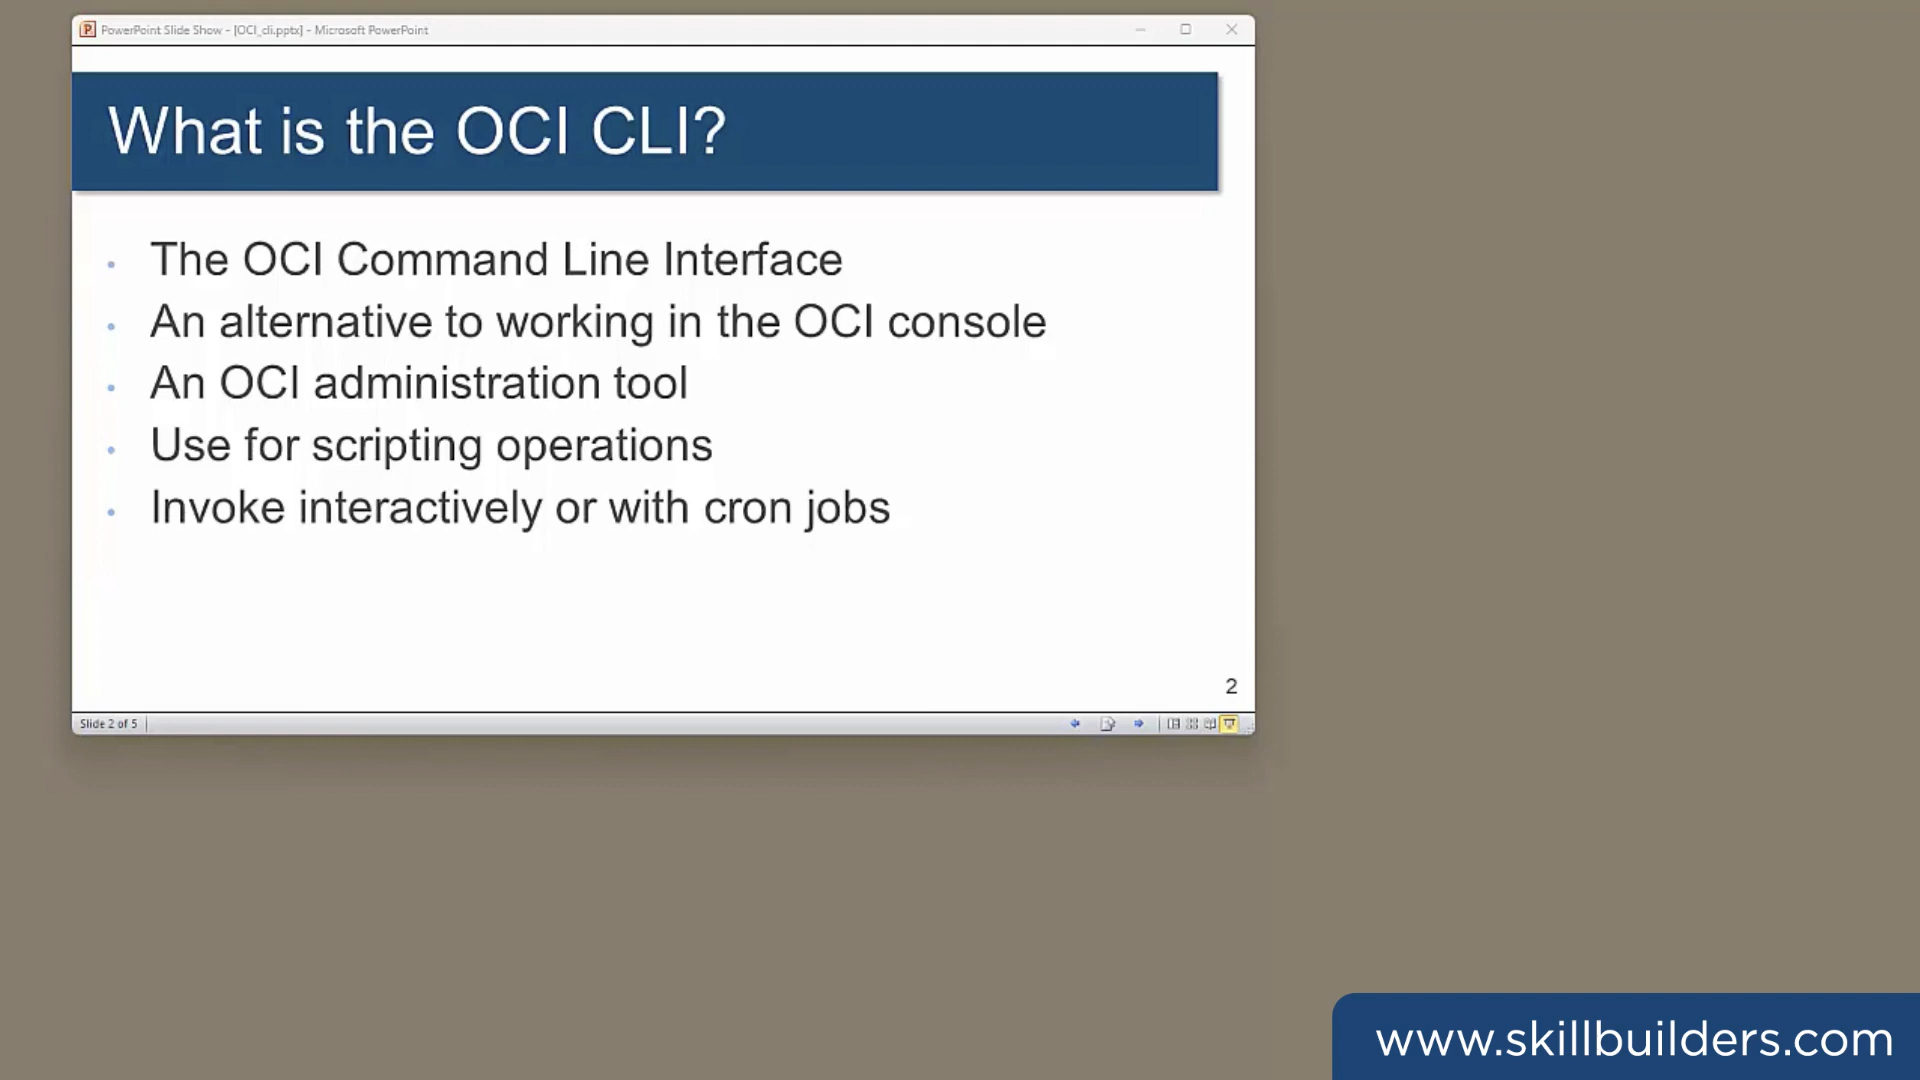 PowerPoint Slide Show - [OCI_cli.pptx] - Microsoft PowerPoint
What is the OCI CLI?
• The OCI Command Line Interface
• An alternative to working in the OCI console
• An OCI administration tool
• Use for scripting operations
• Invoke interactively or with cron jobs
2
Slide 2 of 5
www.skillbuilders.com